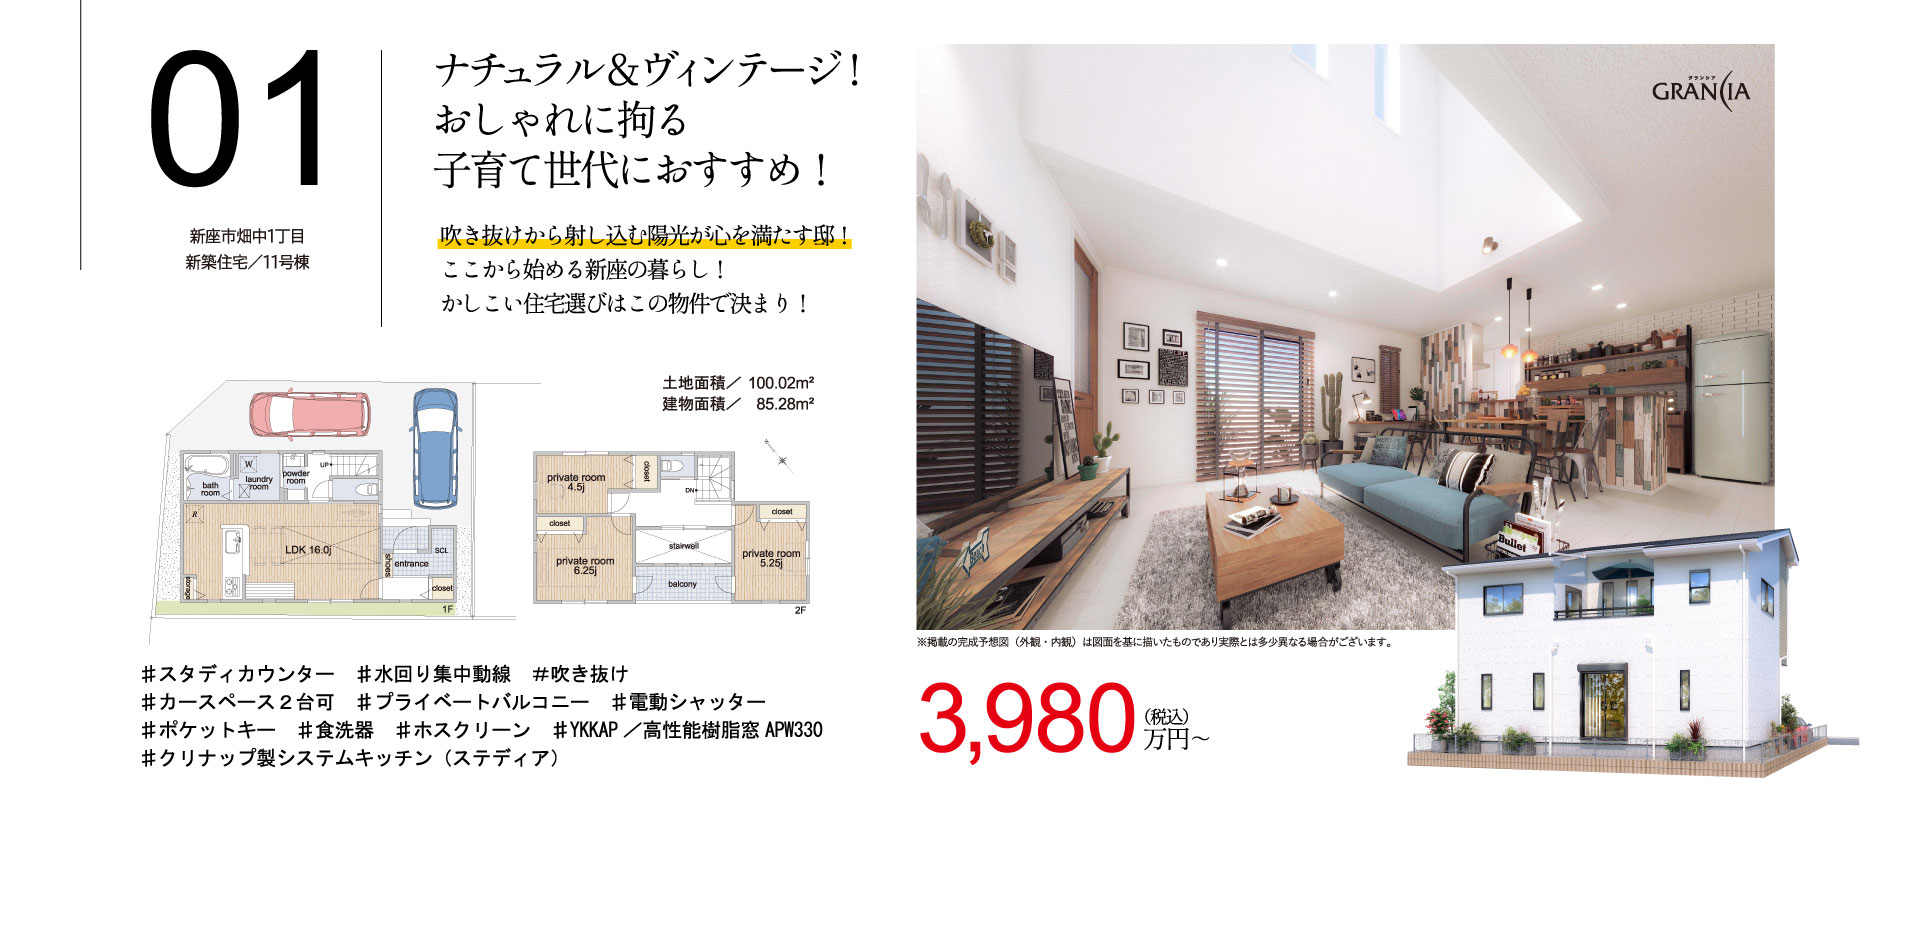 01
新座市畑中1丁目
新築住宅／11号棟
ナチュラル＆ヴィンテージ！
おしゃれに拘る
子育て世代におすすめ！
吹き抜けから射し込む陽光が心を満たす邸！
ここから始める新座の暮らし！
かしこい住宅選びはこの物件で決まり！
土地面積／ 100.02m²
建物面積／ 85.28m²
bath room
W
laundry room
powder room
UP
R
LDK 16.0j
storage
shoes
SCL
entrance
closet
1F
private room 4.5j
closet
DN
closet
private room 6.25j
stairwell
balcony
closet
private room 5.25j
2F
♯スタディカウンター　♯水回り集中動線　＃吹き抜け
♯カースペース２台可　♯プライベートバルコニー　♯電動シャッター
♯ポケットキー　♯食洗器　♯ホスクリーン　♯YKKAP ／高性能樹脂窓 APW330
♯クリナップ製システムキッチン（ステディア）
グランシア
GRANCIA
Bullet
※掲載の完成予想図（外観・内観）は図面を基に描いたものであり実際とは多少異なる場合がございます。
3,980
（税込）
万円〜